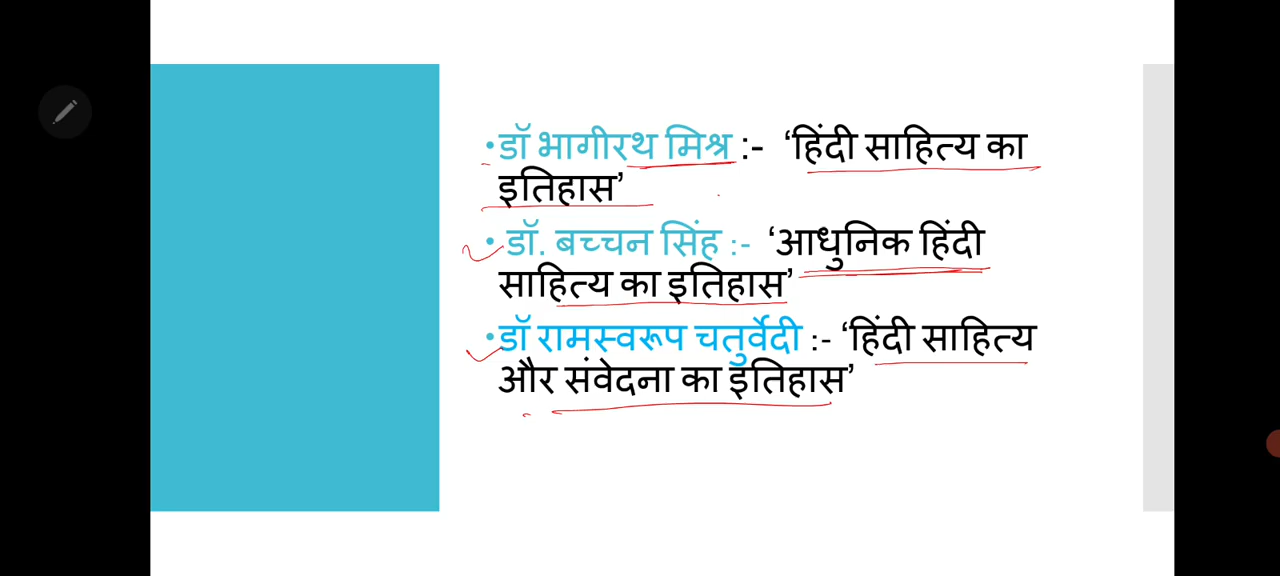 •डॉ भागीरथ मिश्र :- ‘हिंदी साहित्य का
इतिहास’
• डॉ. बच्चन सिंह :- ‘आधुनिक हिंदी
साहित्य का इतिहास’
•डॉ रामस्वरूप चतुर्वेदी :- ‘हिंदी साहित्य
और संवेदना का इतिहास’